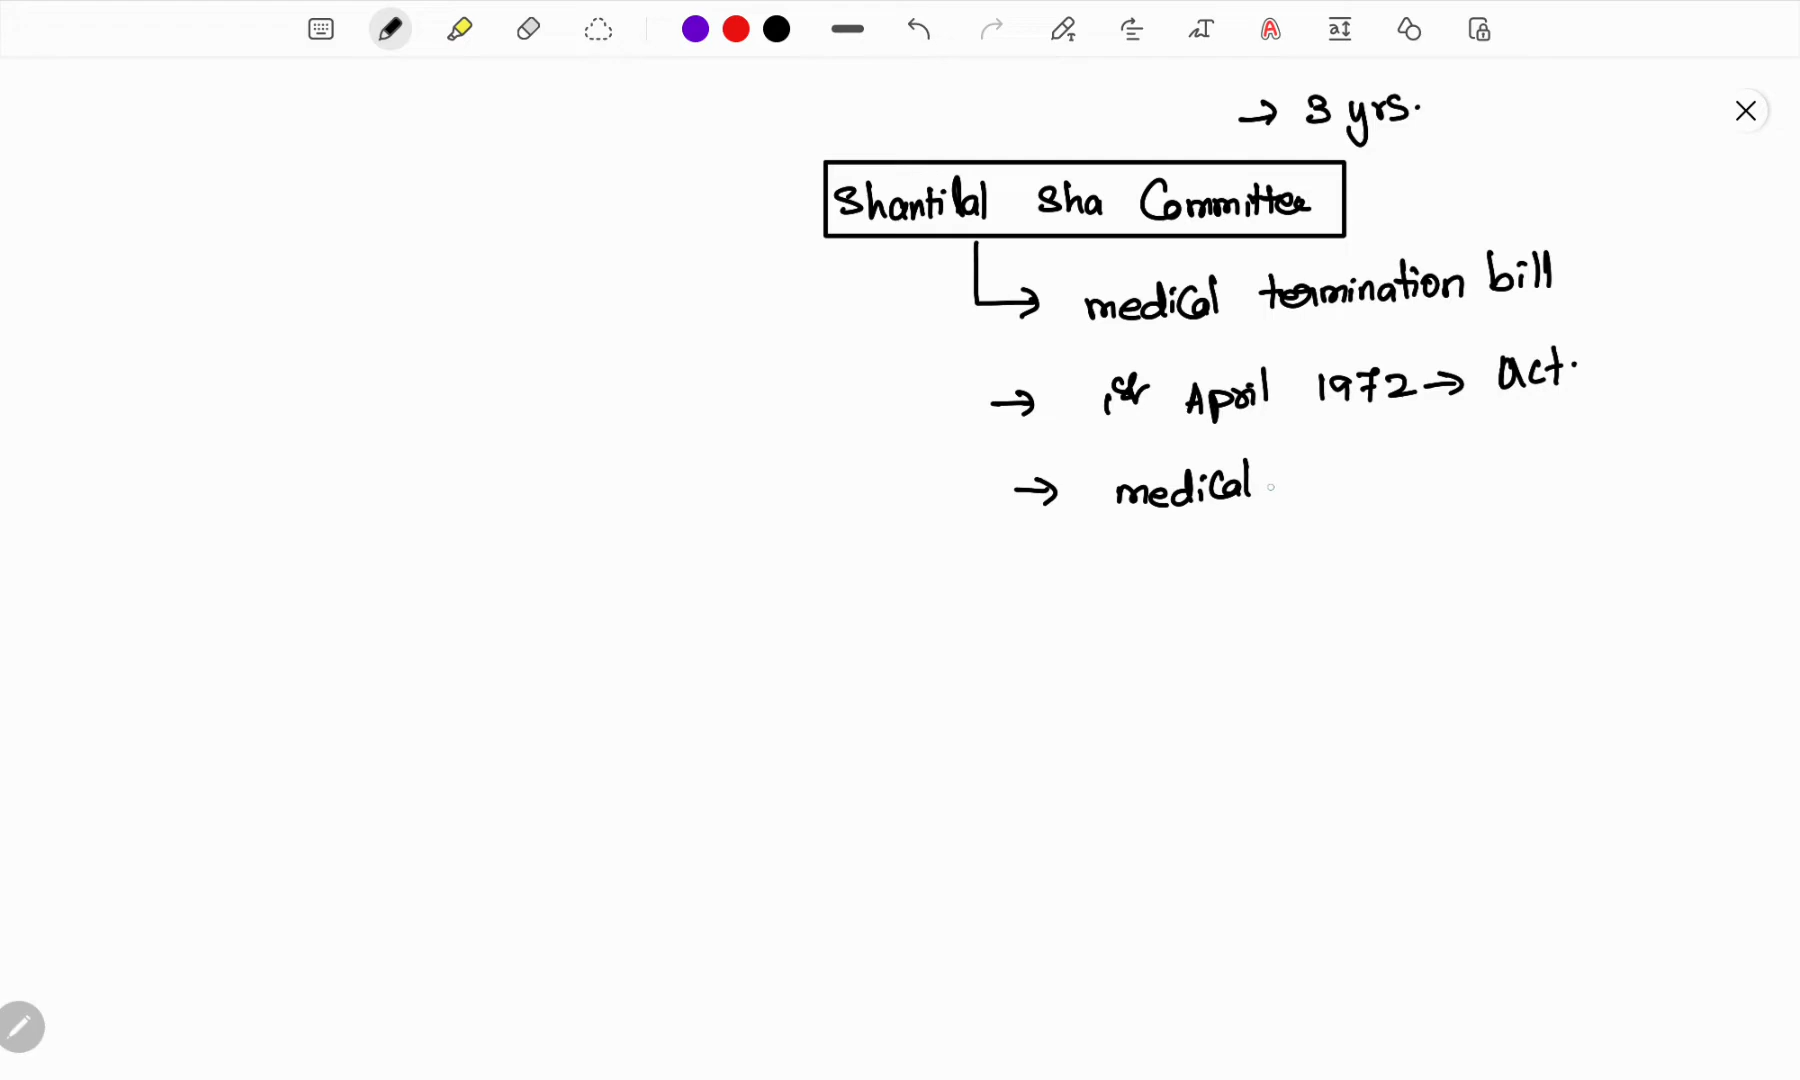 → 3 yrs.
Shantilal Sha Committee
→ medical termination bill
→ 1st April 1972 → act.
→ medical